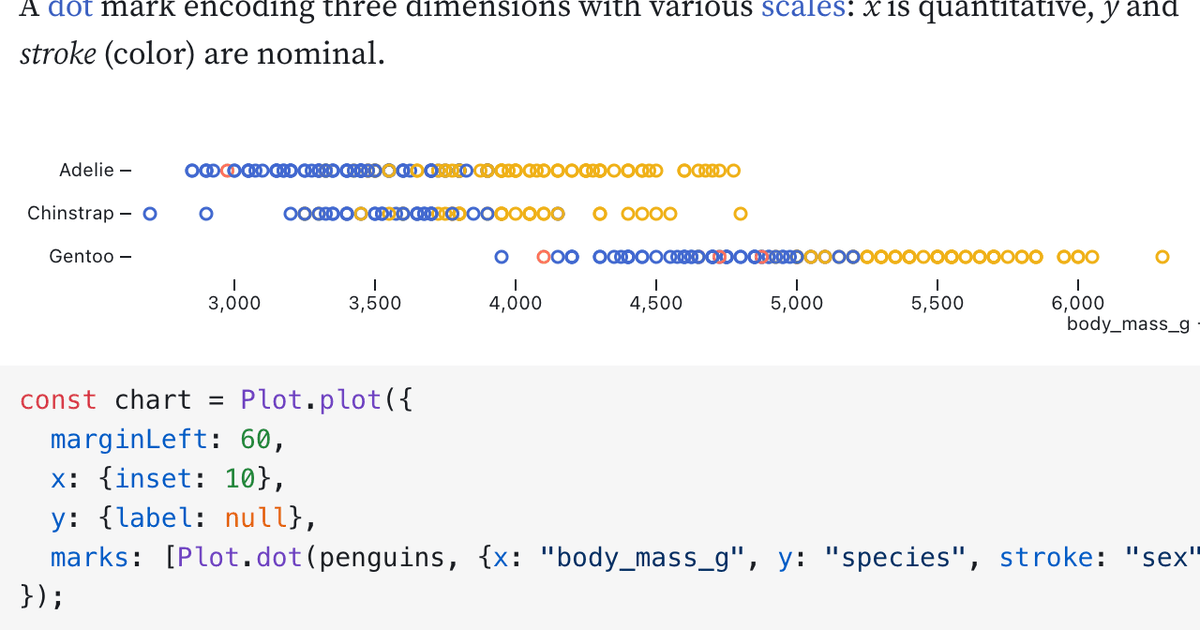 A dot mark encoding three dimensions with various scales: x is quantitative, y and
stroke (color) are nominal.
Adelie
Chinstrap
Gentoo
3,000 3,500 4,000 4,500 5,000 5,500 6,000
body_mass_g
const chart = Plot.plot({
  marginLeft: 60,
  x: {inset: 10},
  y: {label: null},
  marks: [Plot.dot(penguins, {x: "body_mass_g", y: "species", stroke: "sex"
});